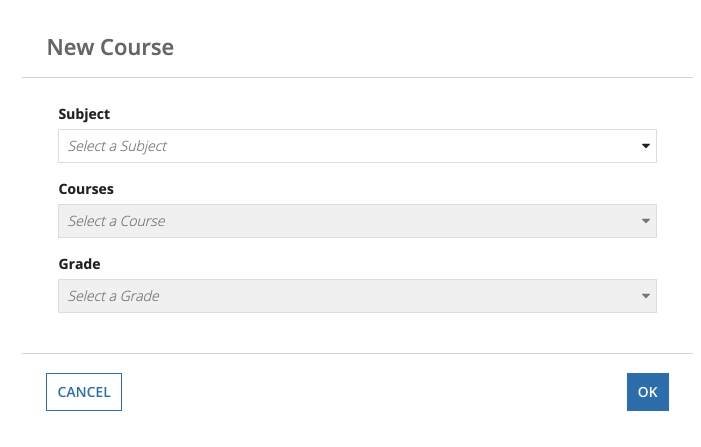 New Course
Subject
Select a Subject
Courses
Select a Course
Grade
Select a Grade
CANCEL
OK